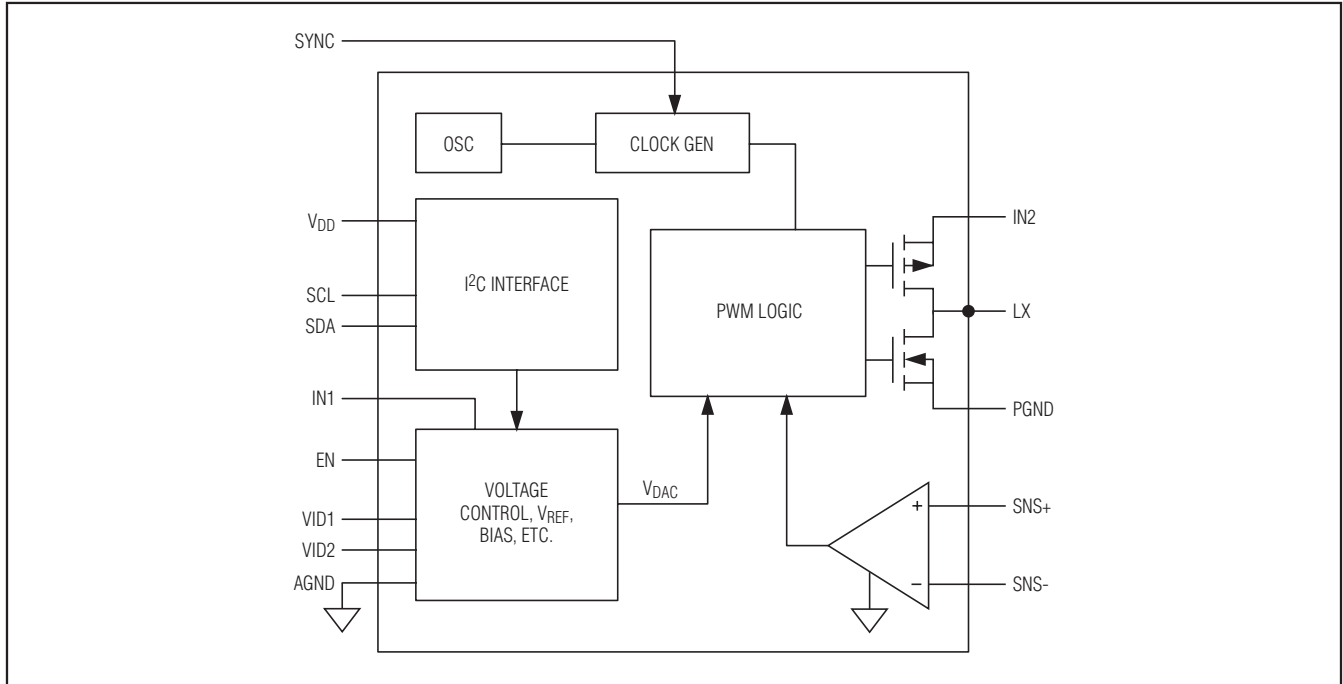 SYNC
OSC
CLOCK GEN
VDD
SCL
SDA
I2C INTERFACE
PWM LOGIC
IN2
LX
PGND
IN1
EN
VID1
VID2
AGND
VOLTAGE
CONTROL, VREF,
BIAS, ETC.
VDAC
+
−
SNS+
SNS-